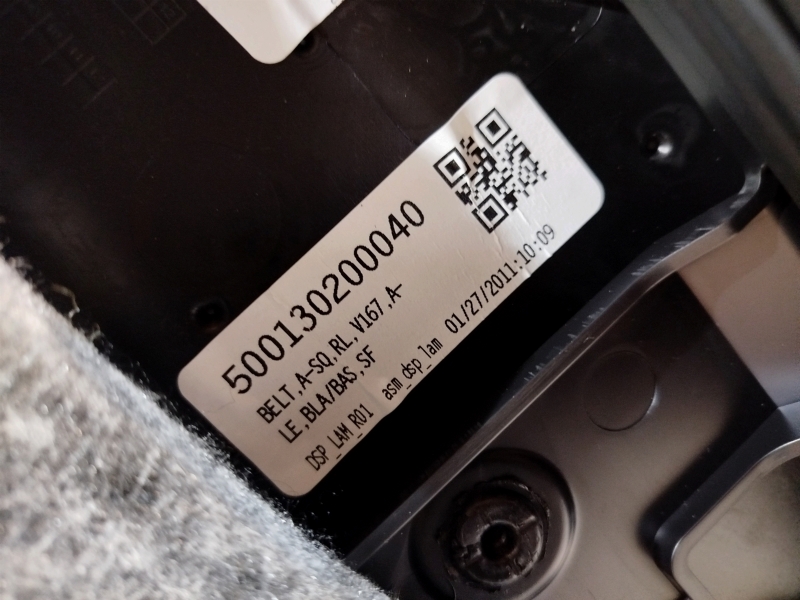 500130200040
BELT,A-SQ,RL,V167,A-
LE,BLA/BAS,SF
DSP_LAM_R01 asm_dsp_lam 01/27/2011:10:09